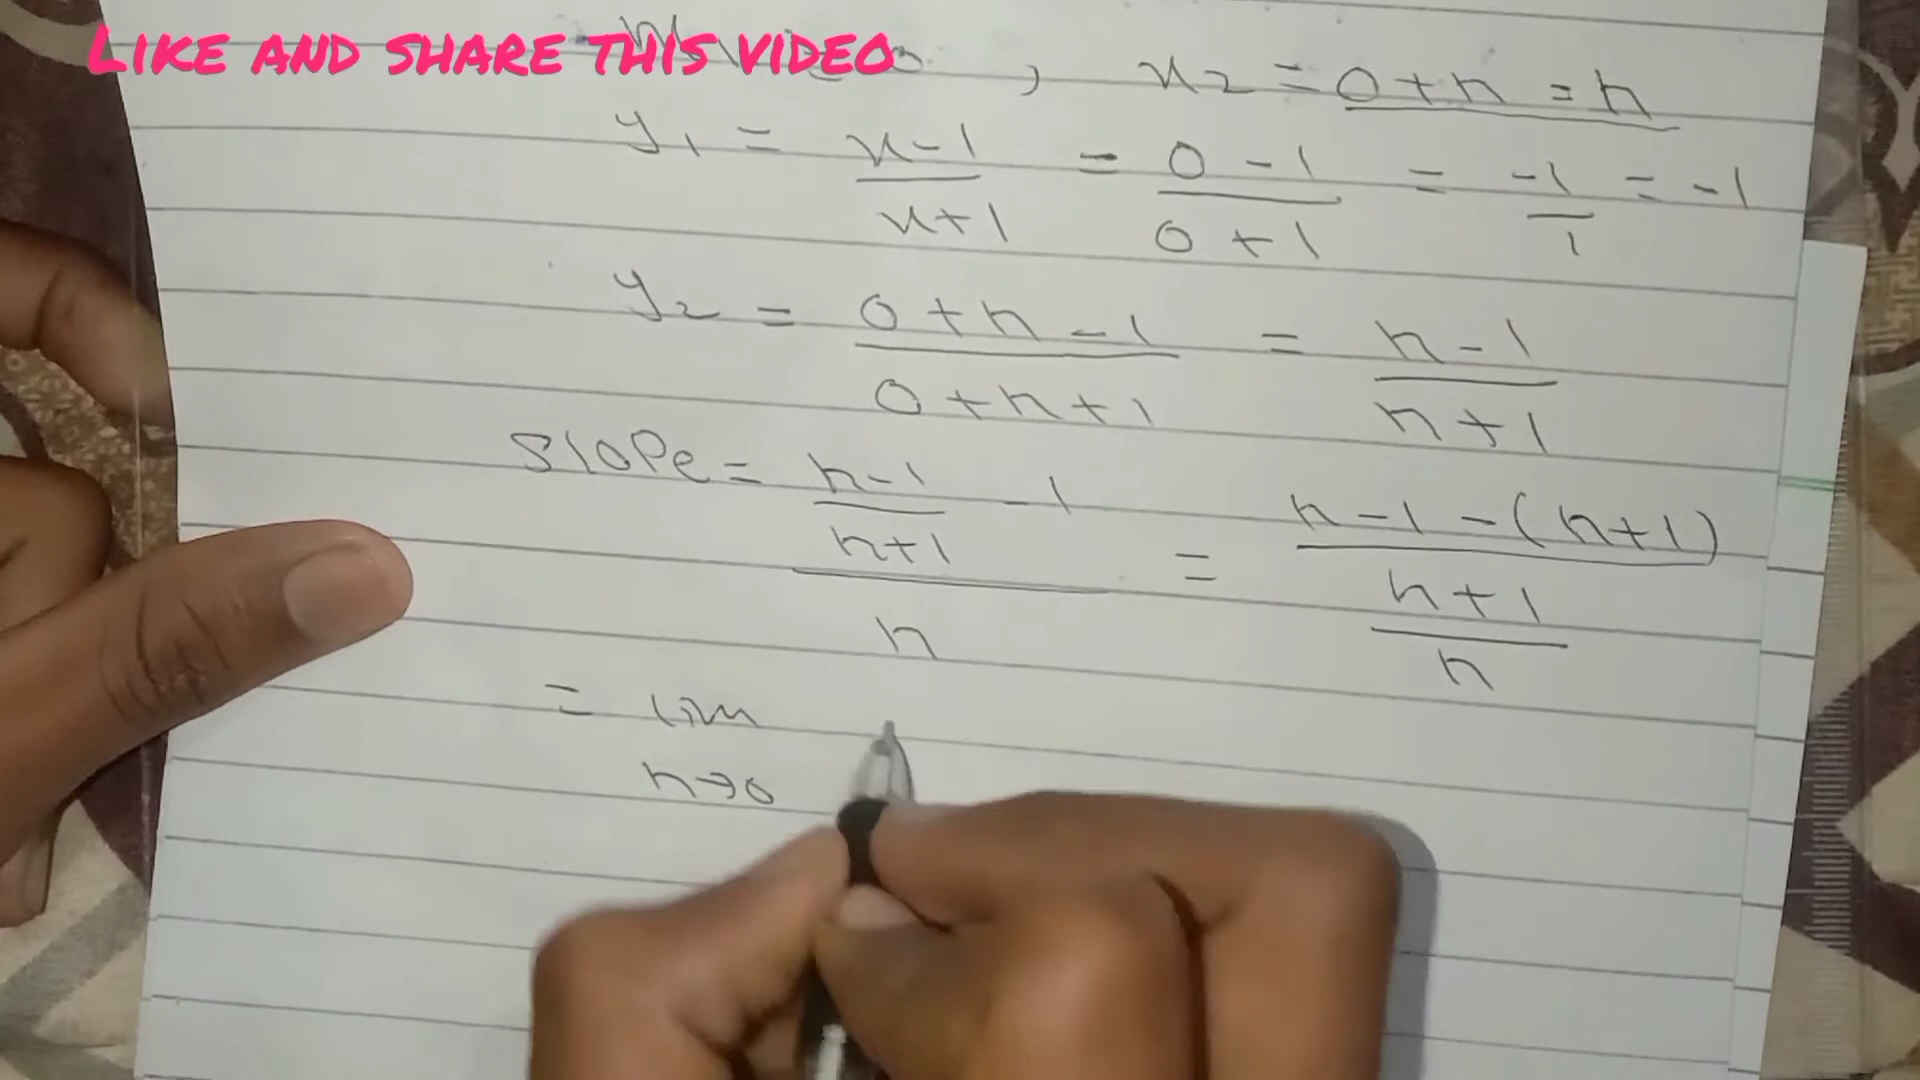 LIKE AND SHARE THIS VIDEO
, x2 = 0+h = h
y1 = x-1/x+1 = 0-1/0+1 = -1/1 = -1
y2 = 0+h-1/0+h+1 = h-1/h+1
slope = h-1/h+1 -1/h = h-1-(h+1)/h+1/h
= lim h→0